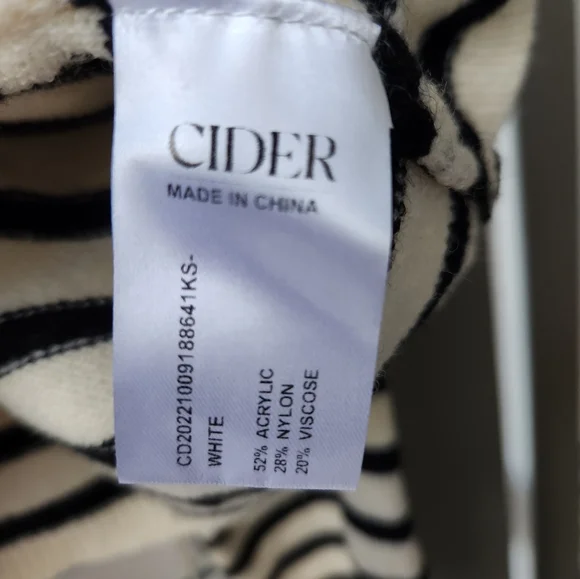 CIDER
MADE IN CHINA
CD20221009188641KS-
WHITE
52% ACRYLIC
28% NYLON
20% VISCOSE